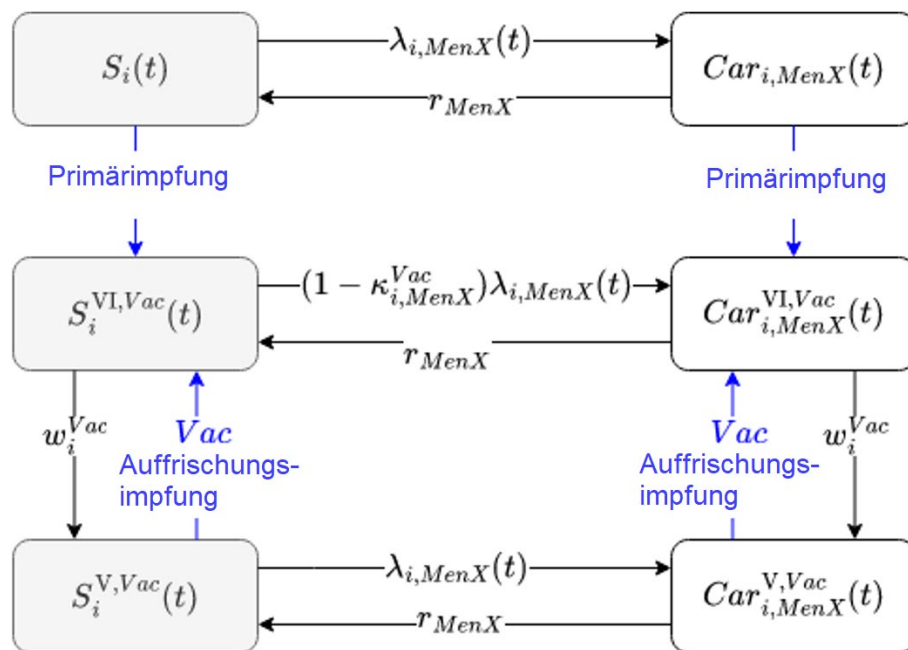 S_i(t)
λ_{i,MenX}(t)
Car_{i,MenX}(t)
r_{MenX}
Primärimpfung
Primärimpfung
S_i^{VI,Vac}(t)
(1 − κ_{i,MenX}^{Vac})λ_{i,MenX}(t)
Car_{i,MenX}^{VI,Vac}(t)
r_{MenX}
w_i^{Vac}
Vac
Auffrischungs-
impfung
Vac
Auffrischungs-
impfung
w_i^{Vac}
S_i^{V,Vac}(t)
λ_{i,MenX}(t)
Car_{i,MenX}^{V,Vac}(t)
r_{MenX}